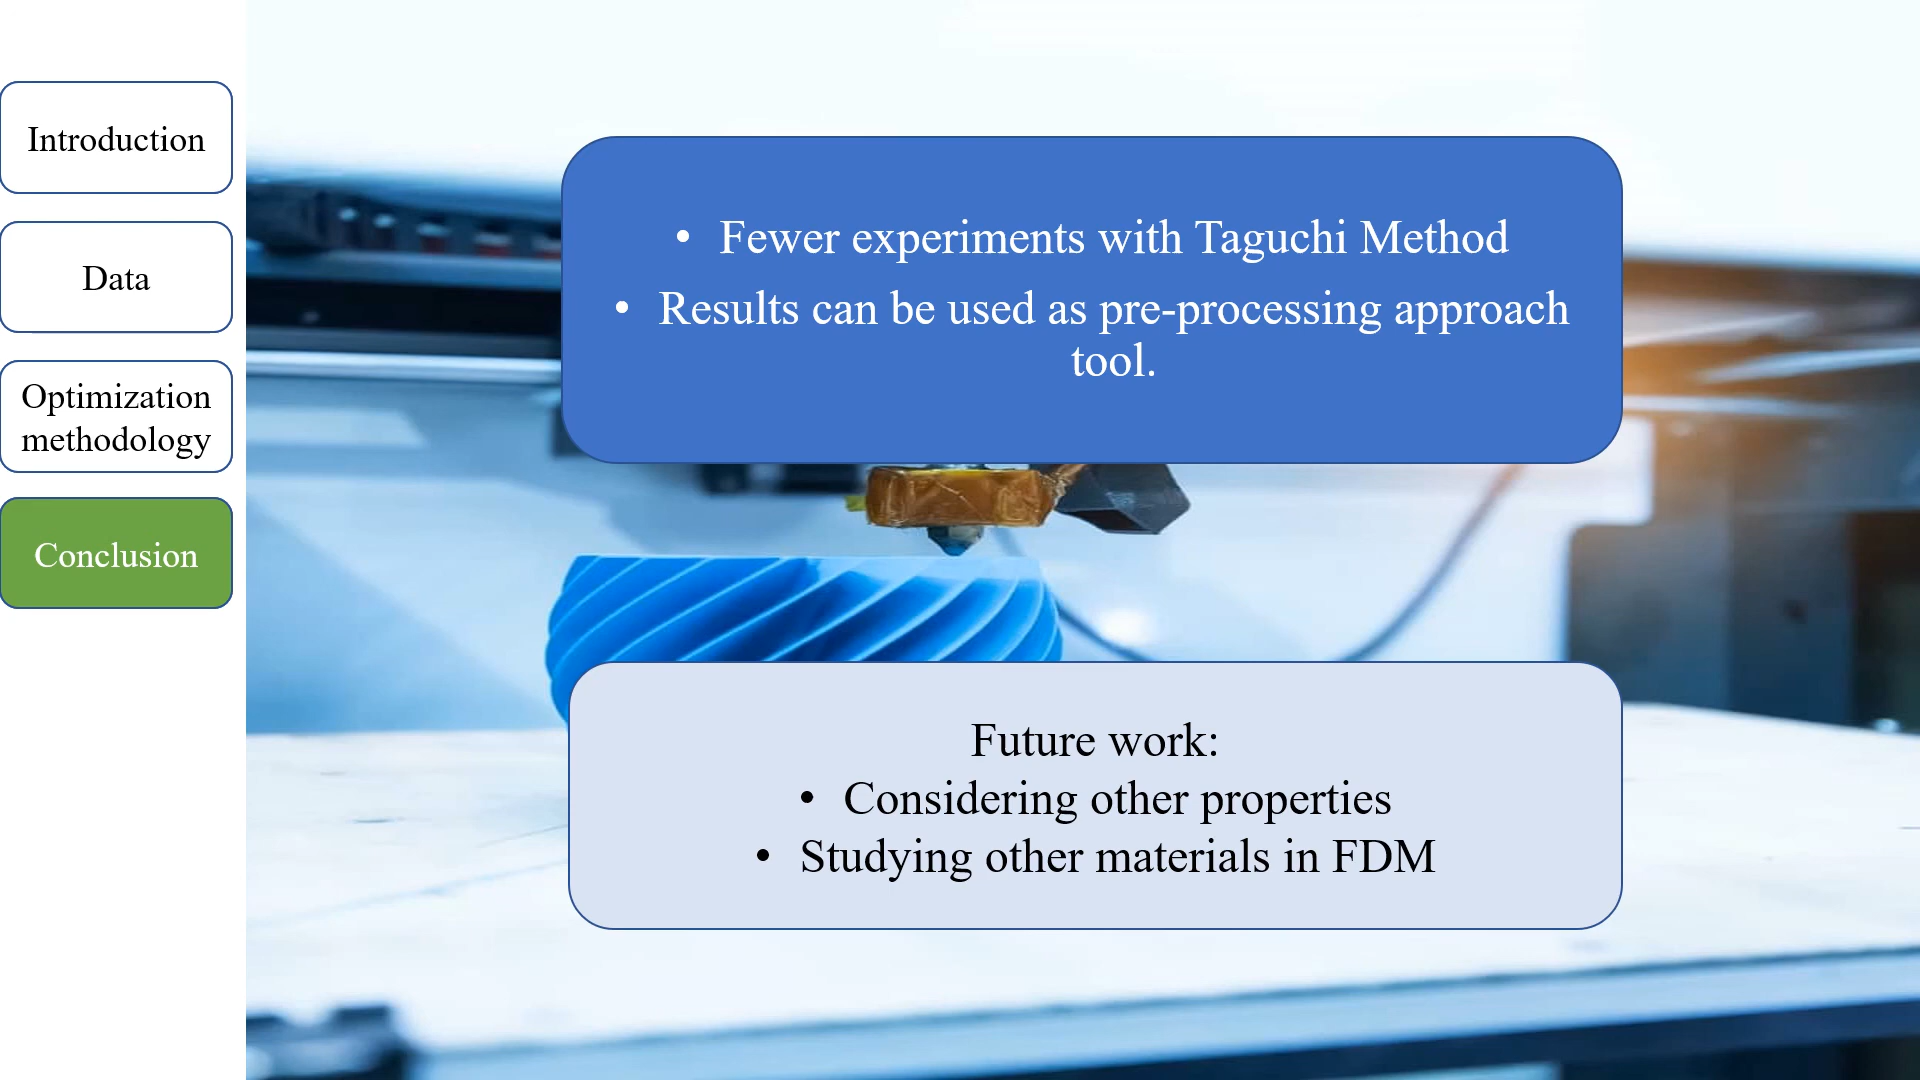 Introduction
Data
Optimization
methodology
Conclusion
• Fewer experiments with Taguchi Method
• Results can be used as pre-processing approach
tool.
Future work:
• Considering other properties
• Studying other materials in FDM